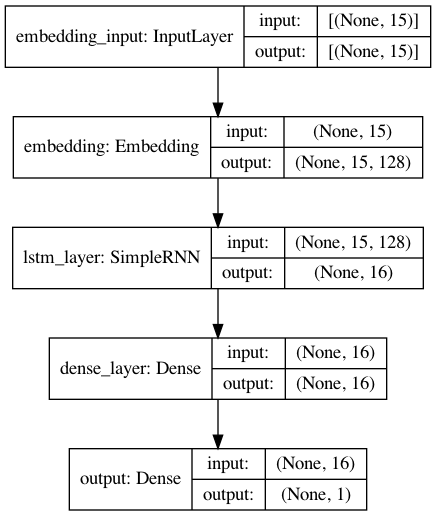 embedding_input: InputLayer
input: [(None, 15)]
output: [(None, 15)]
embedding: Embedding
input: (None, 15)
output: (None, 15, 128)
lstm_layer: SimpleRNN
input: (None, 15, 128)
output: (None, 16)
dense_layer: Dense
input: (None, 16)
output: (None, 16)
output: Dense
input: (None, 16)
output: (None, 1)